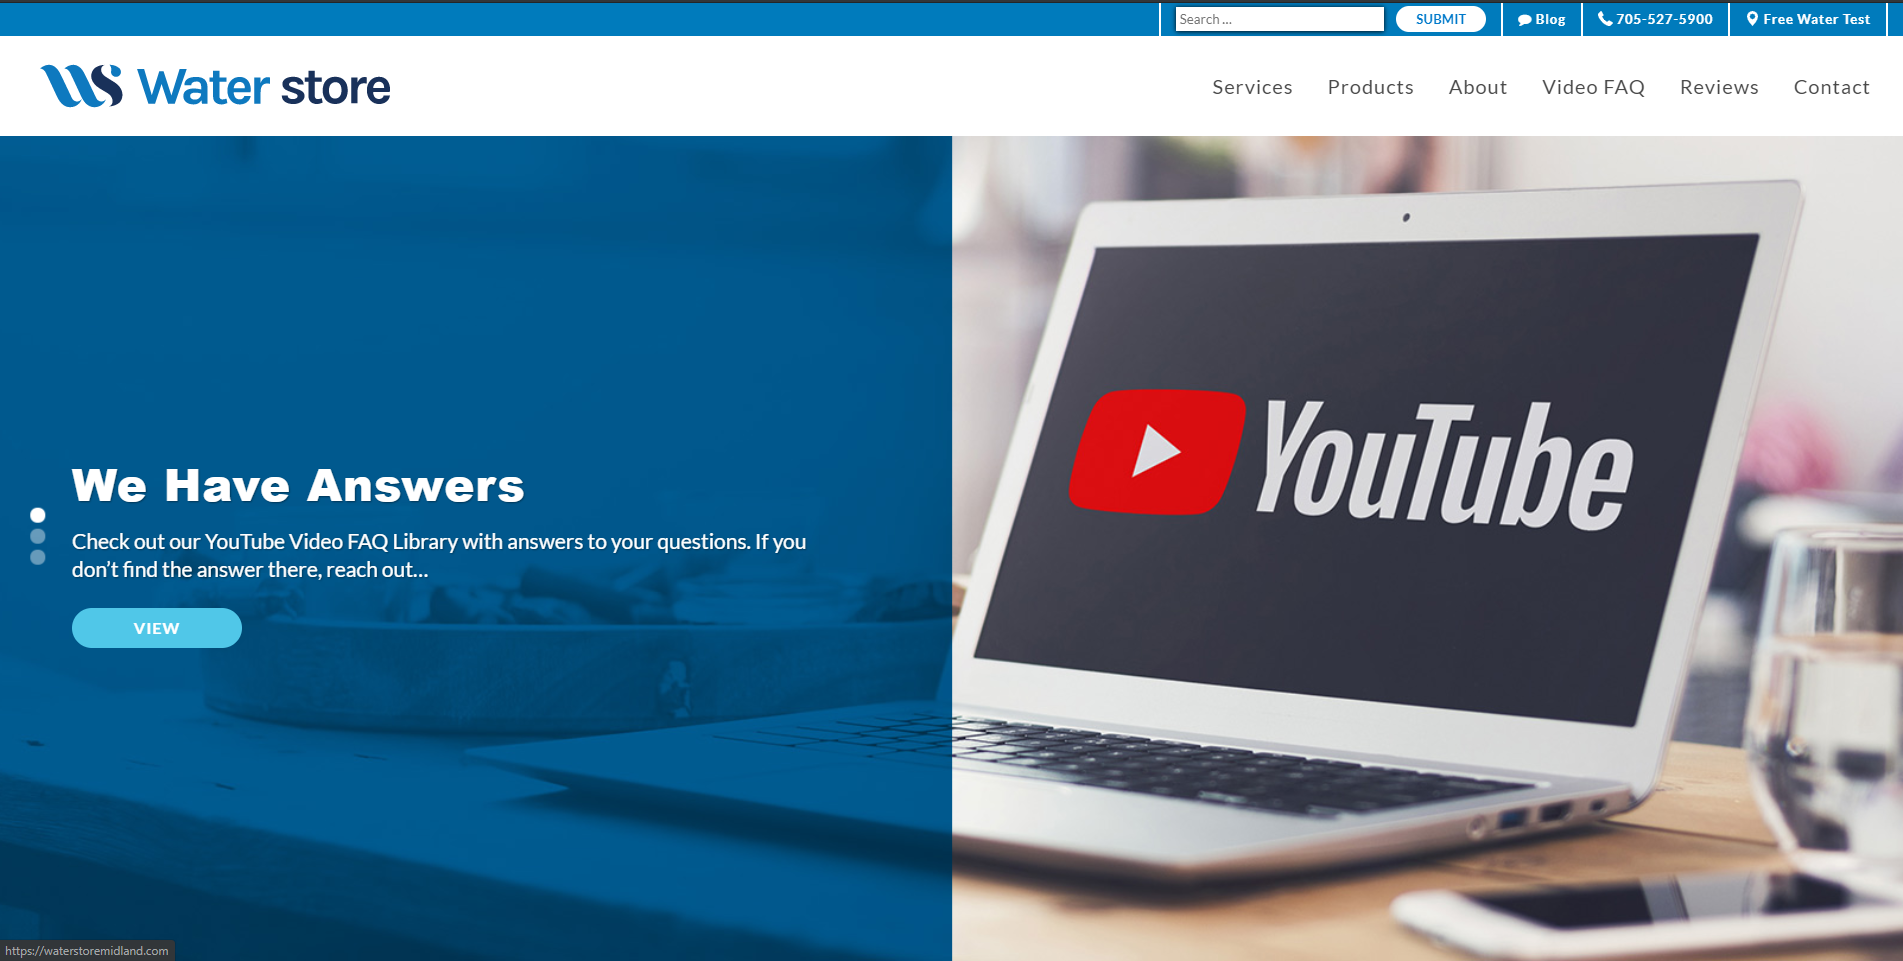 Search ...
SUBMIT
Blog
705-527-5900
Free Water Test
WS Water store
Services
Products
About
Video FAQ
Reviews
Contact
We Have Answers
Check out our YouTube Video FAQ Library with answers to your questions. If you
don't find the answer there, reach out...
VIEW
YouTube
https://waterstoremidland.com